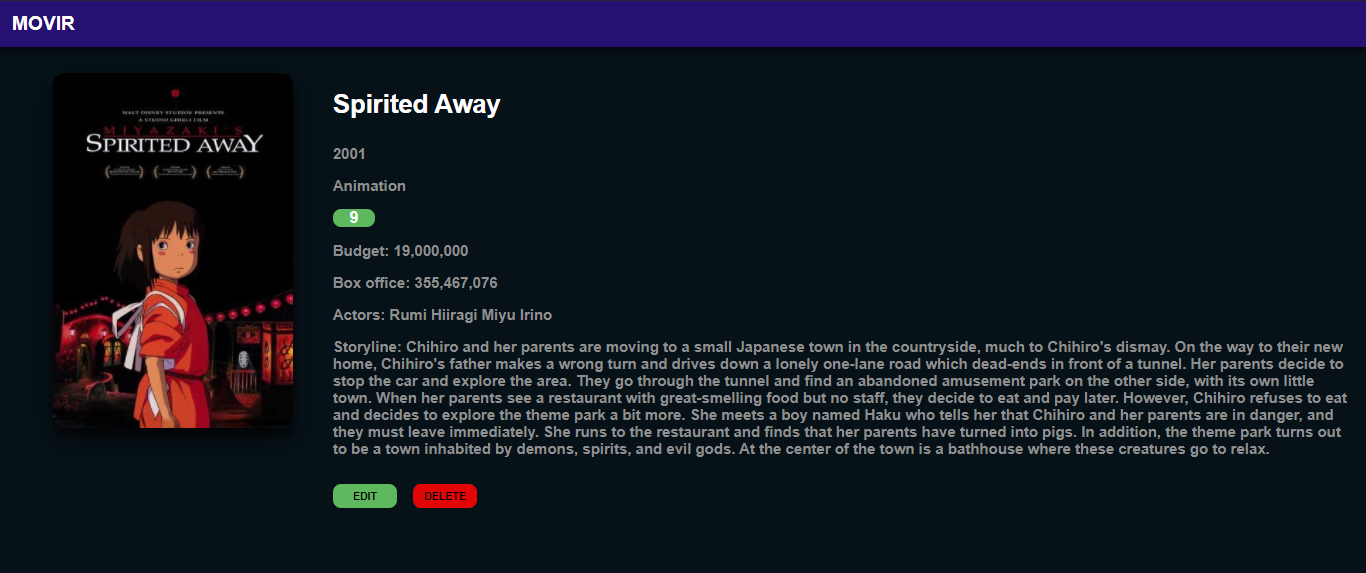 MOVIR
WALT DISNEY STUDIOS PRESENTS
A STUDIO GHIBLI FILM
MIYAZAKI'S
SPIRITED AWAY
Spirited Away
2001
Animation
9
Budget: 19,000,000
Box office: 355,467,076
Actors: Rumi Hiiragi Miyu Irino
Storyline: Chihiro and her parents are moving to a small Japanese town in the countryside, much to Chihiro's dismay. On the way to their new
home, Chihiro's father makes a wrong turn and drives down a lonely one-lane road which dead-ends in front of a tunnel. Her parents decide to
stop the car and explore the area. They go through the tunnel and find an abandoned amusement park on the other side, with its own little
town. When her parents see a restaurant with great-smelling food but no staff, they decide to eat and pay later. However, Chihiro refuses to eat
and decides to explore the theme park a bit more. She meets a boy named Haku who tells her that Chihiro and her parents are in danger, and
they must leave immediately. She runs to the restaurant and finds that her parents have turned into pigs. In addition, the theme park turns out
to be a town inhabited by demons, spirits, and evil gods. At the center of the town is a bathhouse where these creatures go to relax.
EDIT DELETE